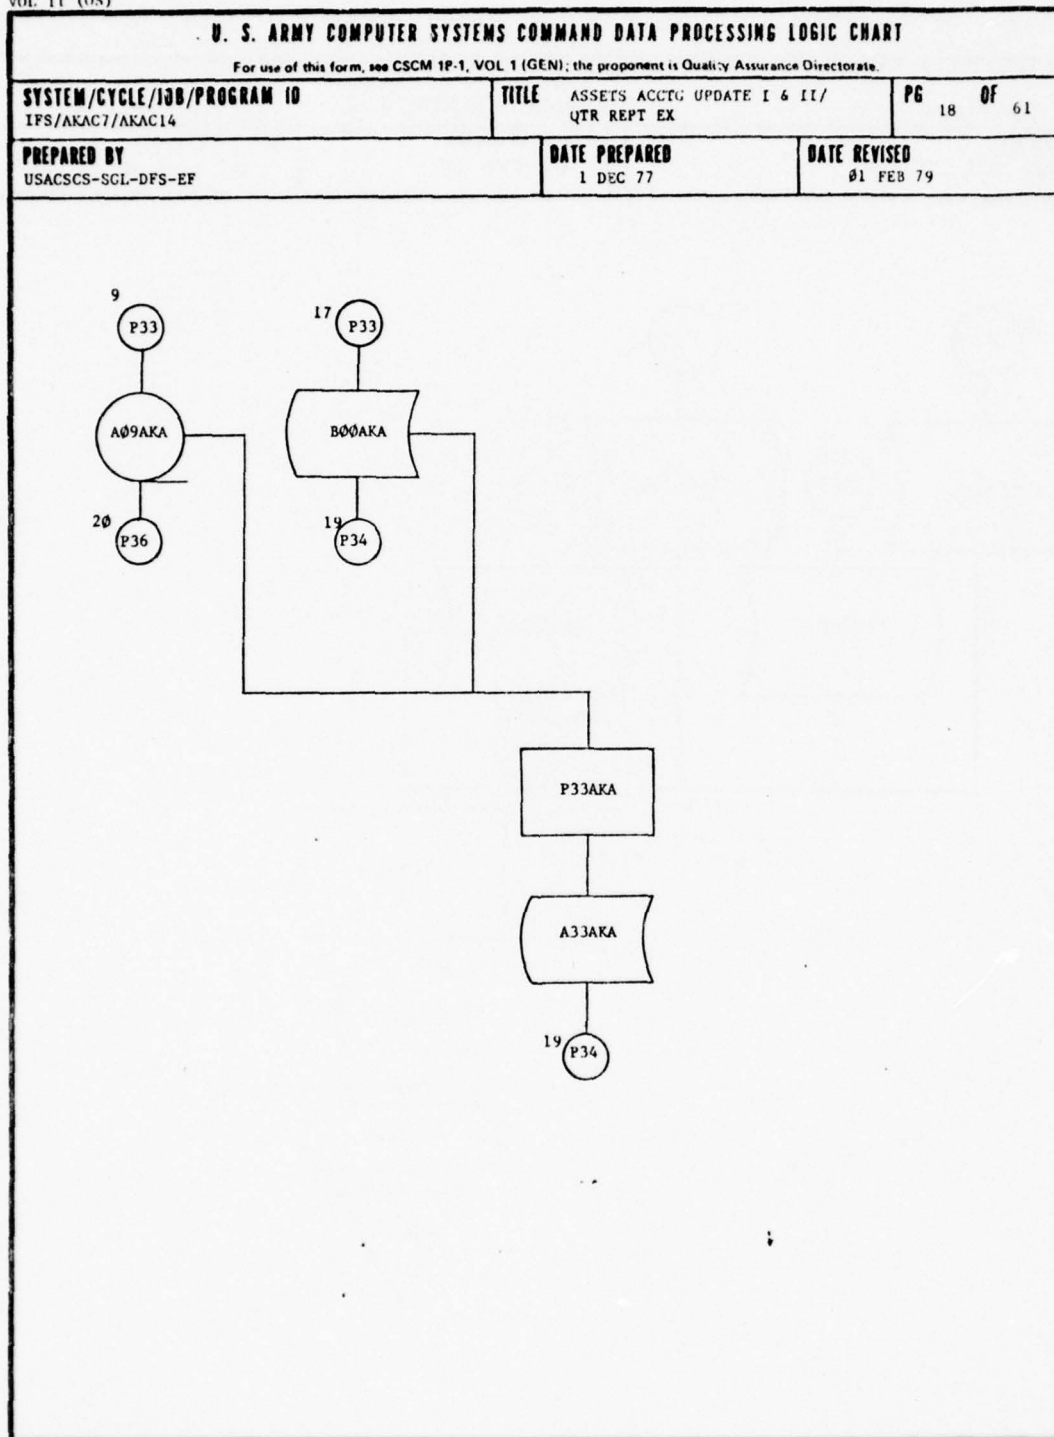 VOL II (OS)
U. S. ARMY COMPUTER SYSTEMS COMMAND DATA PROCESSING LOGIC CHART
For use of this form, see CSCM 1P-1, VOL 1 (GEN); the proponent is Quality Assurance Directorate.
SYSTEM/CYCLE/JOB/PROGRAM ID
IFS/AKAC7/AKAC14
TITLE ASSETS ACCTG UPDATE I & II/
QTR REPT EX
PG 18 OF 61
PREPARED BY
USACSCS-SGL-DFS-EF
DATE PREPARED
1 DEC 77
DATE REVISED
Ø1 FEB 79
9
P33
17
P33
AØ9AKA
BØØAKA
2Ø
P36
19
P34
P33AKA
A33AKA
19
P34